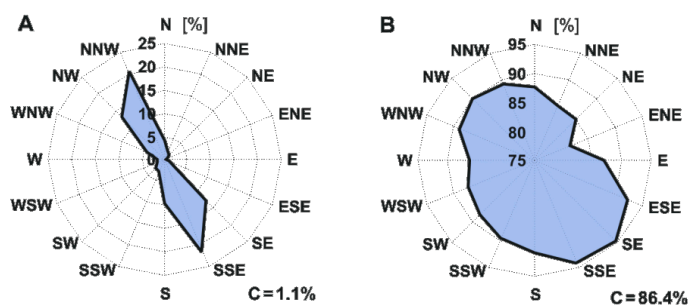 A
N [%]
25
NNW
NNE
20
NW
NE
15
WNW
10
ENE
5
W
0
E
WSW
ESE
SW
SE
SSW
SSE
S
C=1.1%
B
N [%]
95
NNW
NNE
90
NW
NE
85
WNW
80
ENE
W
75
E
WSW
ESE
SW
SE
SSW
SSE
S
C=86.4%